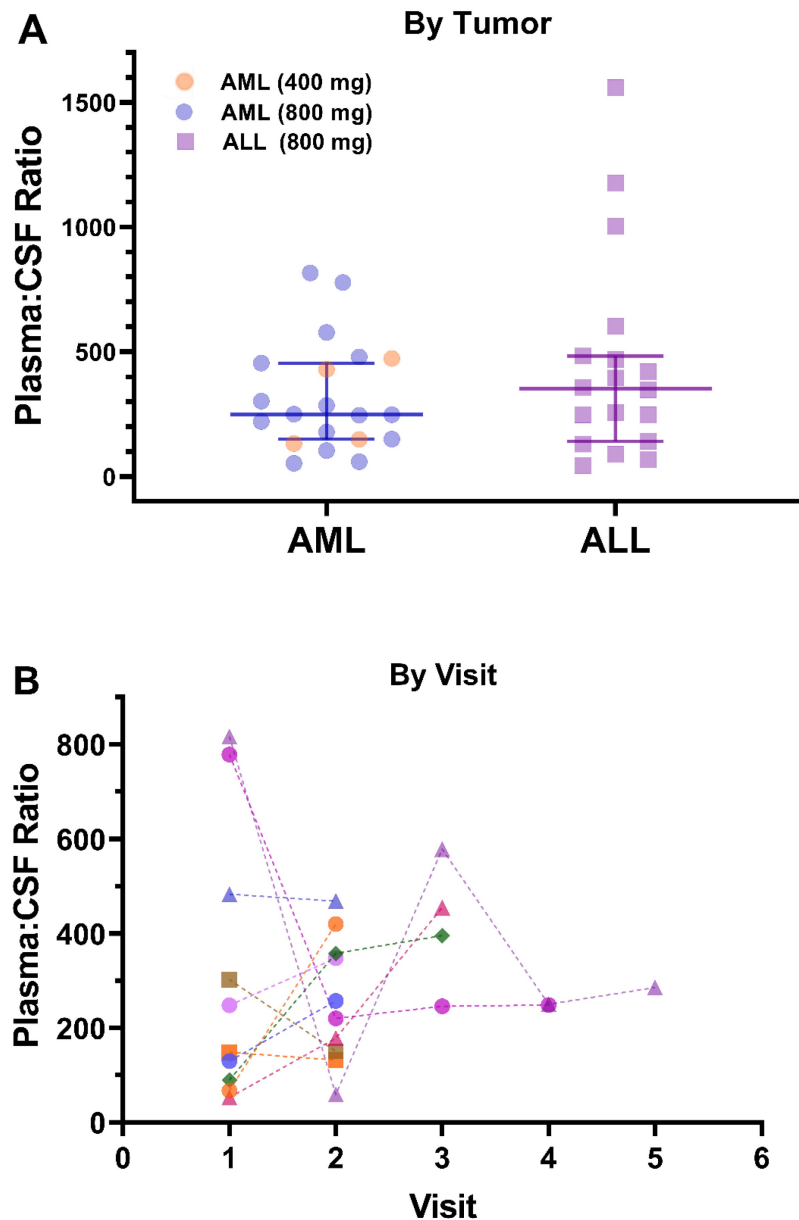 A
By Tumor
AML (400 mg)
AML (800 mg)
ALL (800 mg)
Plasma:CSF Ratio
1500
1000
500
0
AML
ALL
B
By Visit
Plasma:CSF Ratio
800
600
400
200
0
0 1 2 3 4 5 6
Visit